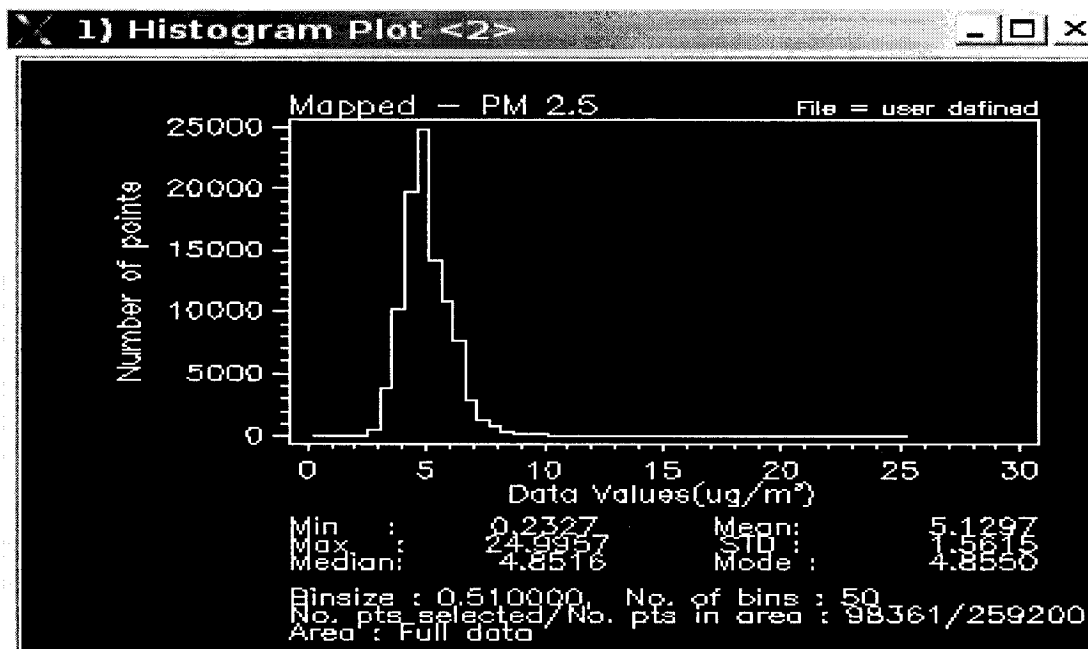 1) Histogram Plot <2>
Mapped – PM 2.5 File = user defined
25000
20000
15000
10000
5000
0
Number of points
0 5 10 15 20 25 30
Data Values(ug/m³)
Min : 0.2327 Mean: 5.1297
Max : 24.9957 STD : 1.5615
Median: 4.8516 Mode : 4.8550
Binsize : 0.510000, No. of bins : 50
No. pts selected/No. pts in area : 98361/259200
Area : Full data